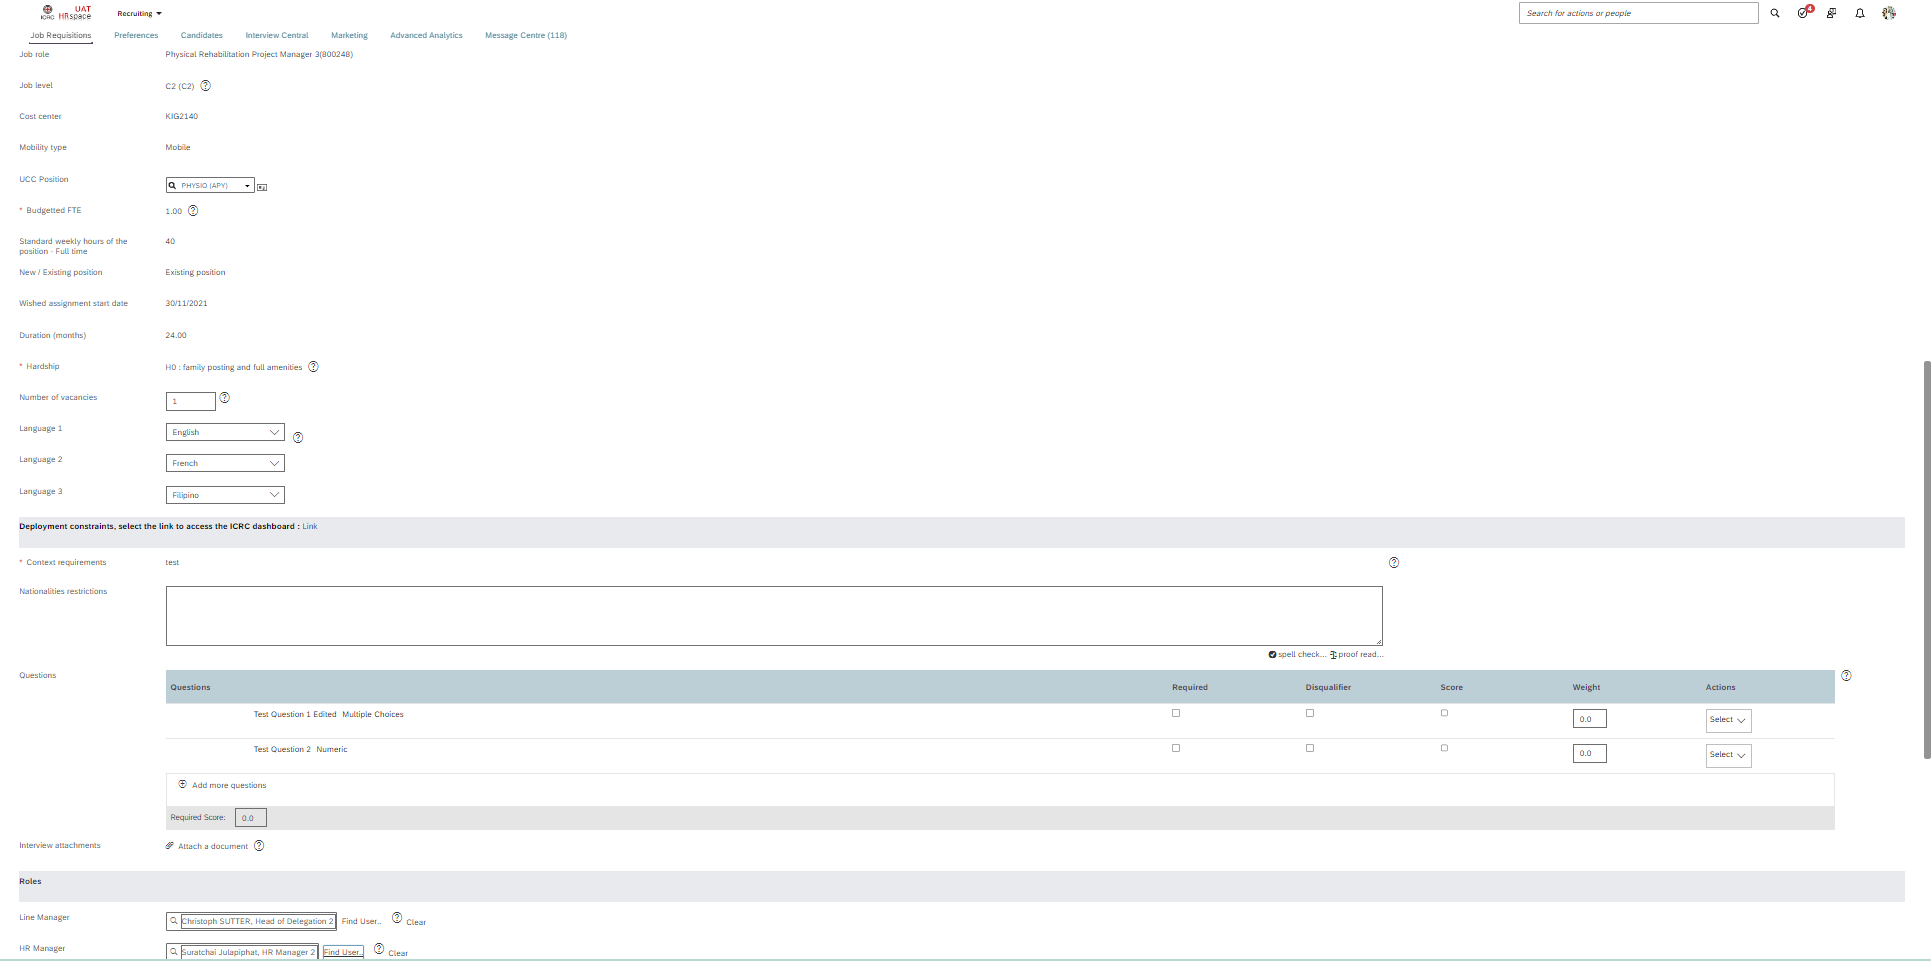 UAT
ICRC HRspace
Recruiting
Search for actions or people
4
Job Requisitions Preferences Candidates Interview Central Marketing Advanced Analytics Message Centre (118)
Job role Physical Rehabilitation Project Manager 3(800248)
Job level C2 (C2) ?
Cost center KIG2140
Mobility type Mobile
UCC Position PHYSIO (APY)
* Budgetted FTE 1.00 ?
Standard weekly hours of the
position - Full time 40
New / Existing position Existing position
Wished assignment start date 30/11/2021
Duration (months) 24.00
* Hardship H0 : family posting and full amenities ?
Number of vacancies 1 ?
Language 1 English ?
Language 2 French
Language 3 Filipino
Deployment constraints, select the link to access the ICRC dashboard : Link
* Context requirements test ?
Nationalities restrictions
spell check... proof read...
Questions ?
Questions Required Disqualifier Score Weight Actions
Test Question 1 Edited Multiple Choices 0.0 Select
Test Question 2 Numeric 0.0 Select
Add more questions
Required Score: 0.0
Interview attachments Attach a document ?
Roles
Line Manager Christoph SUTTER, Head of Delegation 2 Find User.. ? Clear
HR Manager Suratchai Julapiphat, HR Manager 2 Find User.. ? Clear